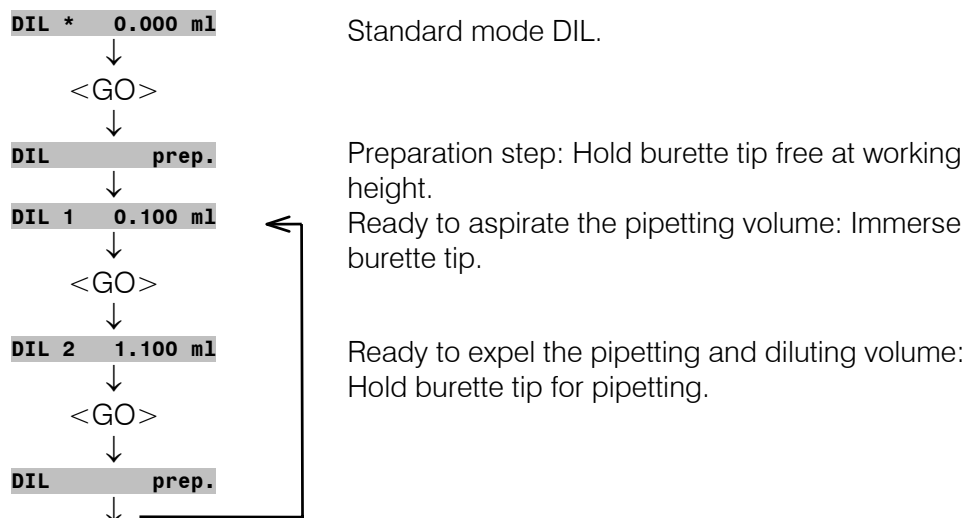 DIL * 0.000 ml
Standard mode DIL.
↓
<GO>
↓
DIL prep.
Preparation step: Hold burette tip free at working
height.
↓
DIL 1 0.100 ml
Ready to aspirate the pipetting volume: Immerse
burette tip.
↓
<GO>
↓
DIL 2 1.100 ml
Ready to expel the pipetting and diluting volume:
Hold burette tip for pipetting.
↓
<GO>
↓
DIL prep.
↓